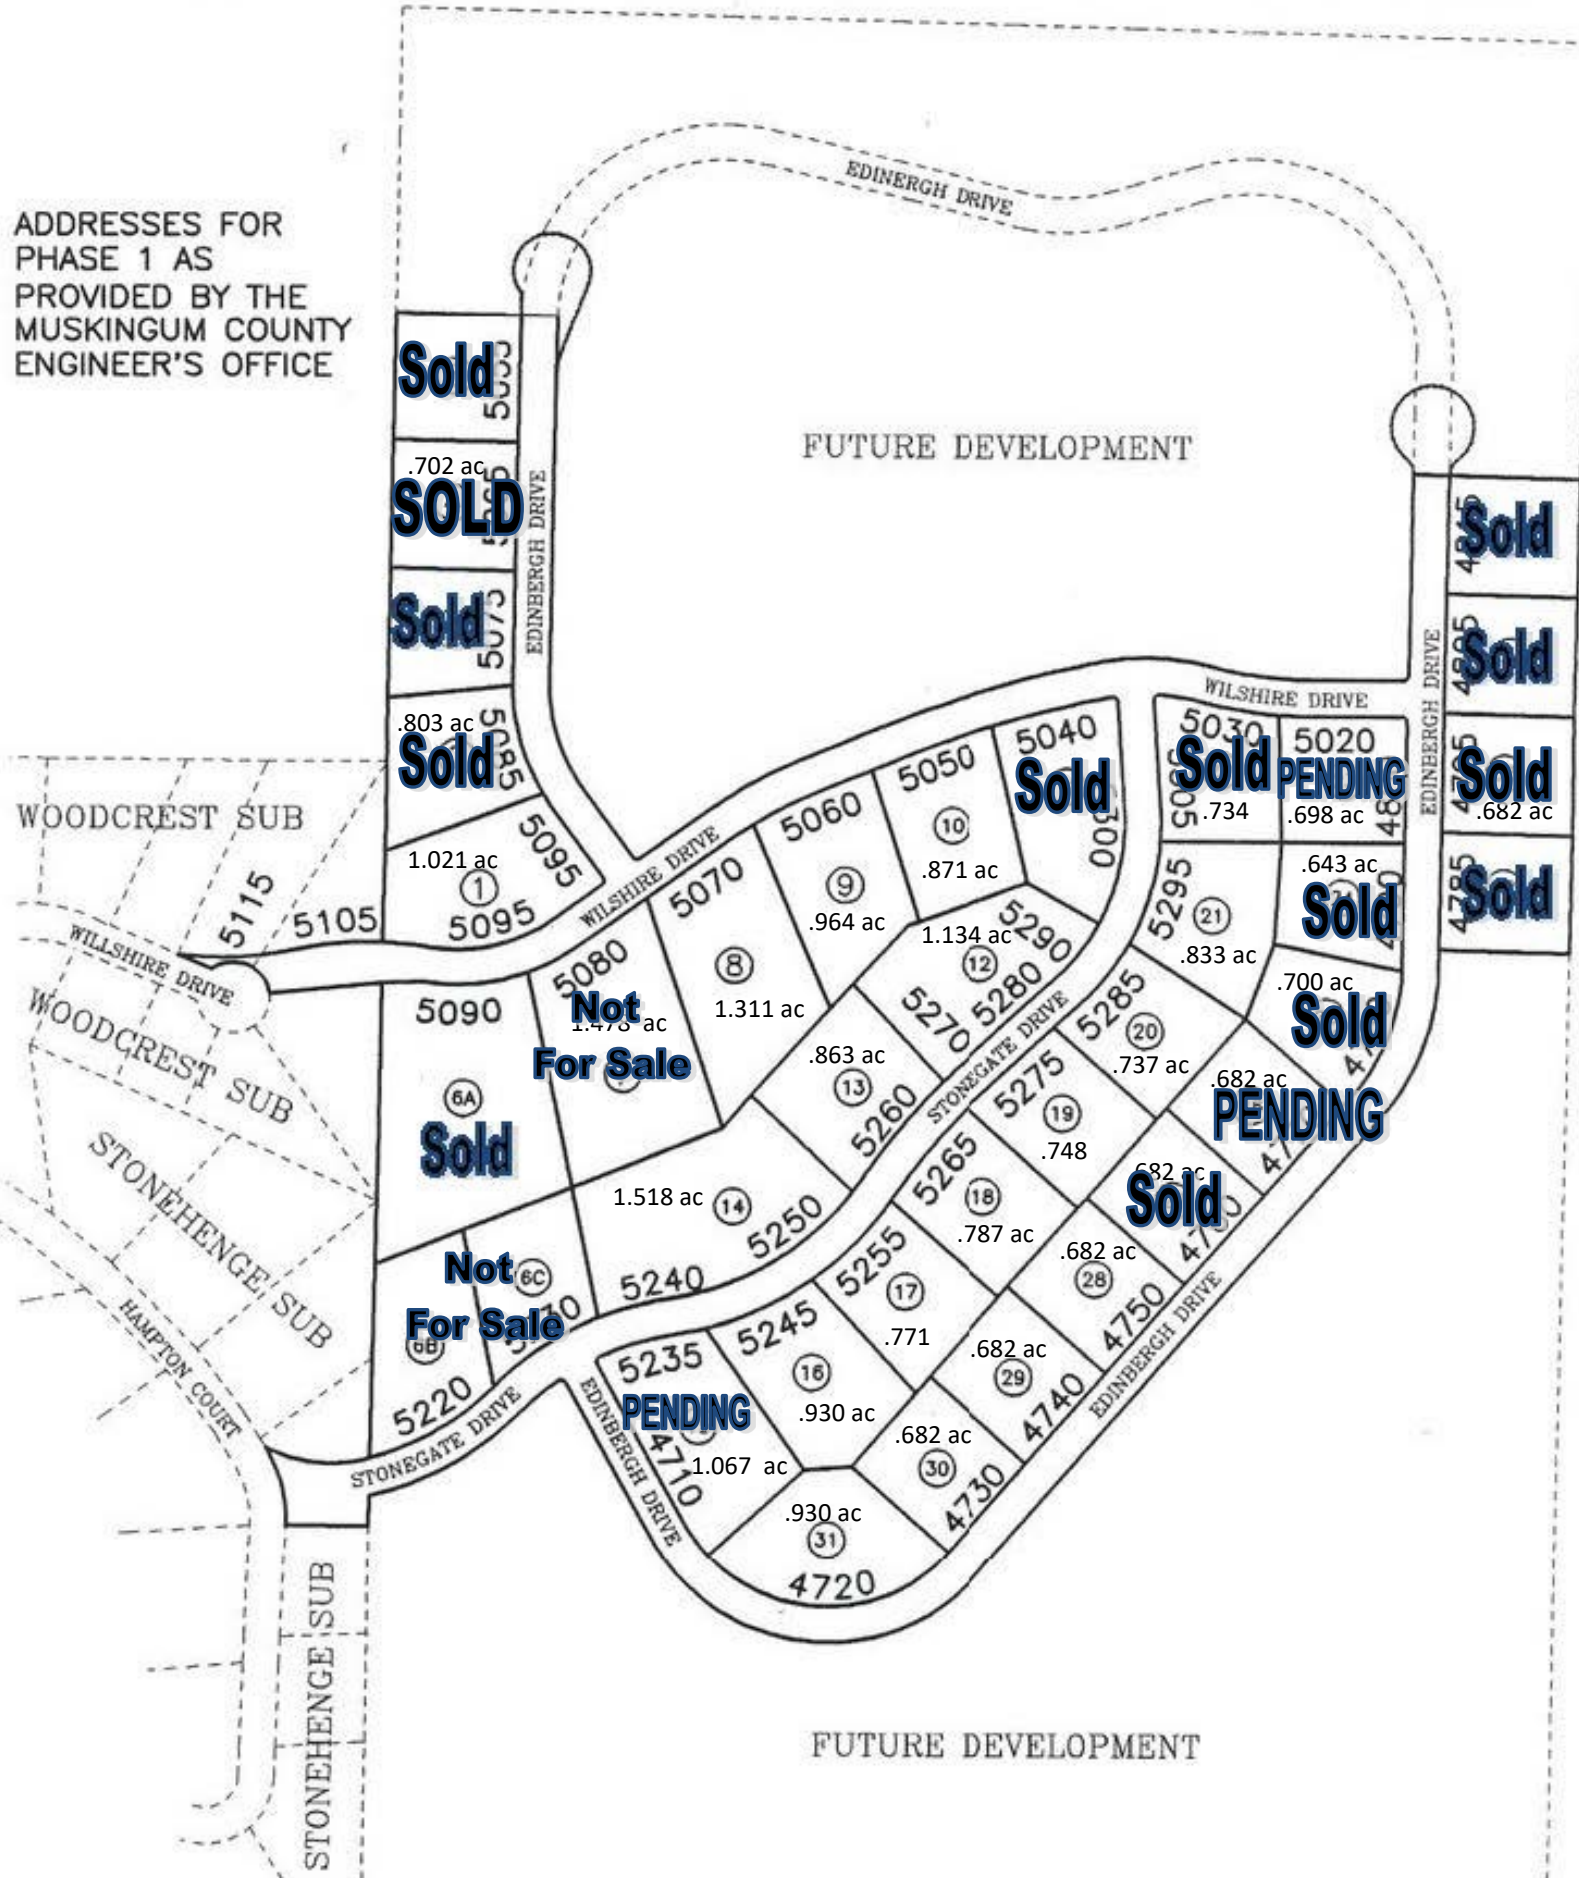 EDINERGH DRIVE
ADDRESSES FOR
PHASE 1 AS
PROVIDED BY THE
MUSKINGUM COUNTY
ENGINEER'S OFFICE
Sold
FUTURE DEVELOPMENT
.702 ac
SOLD
EDINBERGH DRIVE
Sold
5075
Sold
Sold
EDINBERGH DRIVE
Sold
.682 ac
4785
Sold
WILSHIRE DRIVE
.803 ac
5085
Sold
5040
Sold
5300
5030
Sold
.734
5020
PENDING
.698 ac
WOODCREST SUB
1.021 ac
1
5095
5095
5105
5115
WILSHIRE DRIVE
5050
10
.871 ac
5060
9
.964 ac
5070
8
1.311 ac
5080
Not
For Sale
5295
21
.833 ac
.643 ac
Sold
.700 ac
Sold
WILLSHIRE DRIVE
WOODCREST SUB
5090
6A
Sold
5290
1.134 ac
12
5280
5270
STONEGATE DRIVE
5285
20
.737 ac
.863 ac
13
5260
5275
19
.748
.682 ac
PENDING
STONEHENGE SUB
1.518 ac
14
5250
5240
5265
18
.787 ac
Sold
Not
For Sale
6C
6B
5220
5255
17
.771
.682 ac
28
4750
EDINBERGH DRIVE
HAMPTON COURT
STONEGATE DRIVE
5235
PENDING
4710
1.067 ac
EDINBERGH DRIVE
5245
16
.930 ac
.682 ac
29
4740
.682 ac
30
4730
.930 ac
31
4720
STONEHENGE SUB
FUTURE DEVELOPMENT